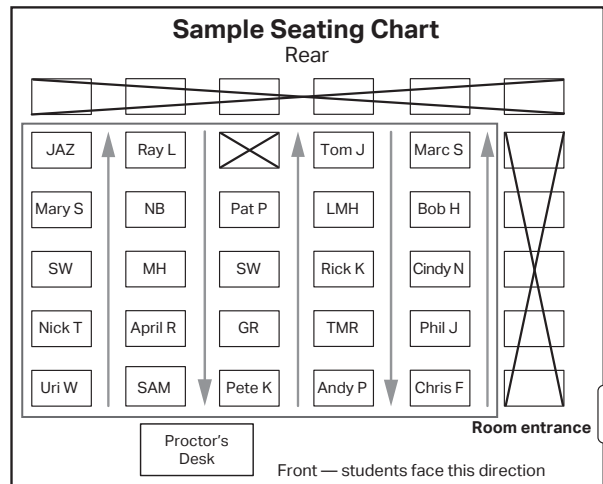 Sample Seating Chart
Rear
JAZ Ray L Tom J Marc S
Mary S NB Pat P LMH Bob H
SW MH SW Rick K Cindy N
Nick T April R GR TMR Phil J
Uri W SAM Pete K Andy P Chris F
Room entrance
Proctor's
Desk
Front — students face this direction